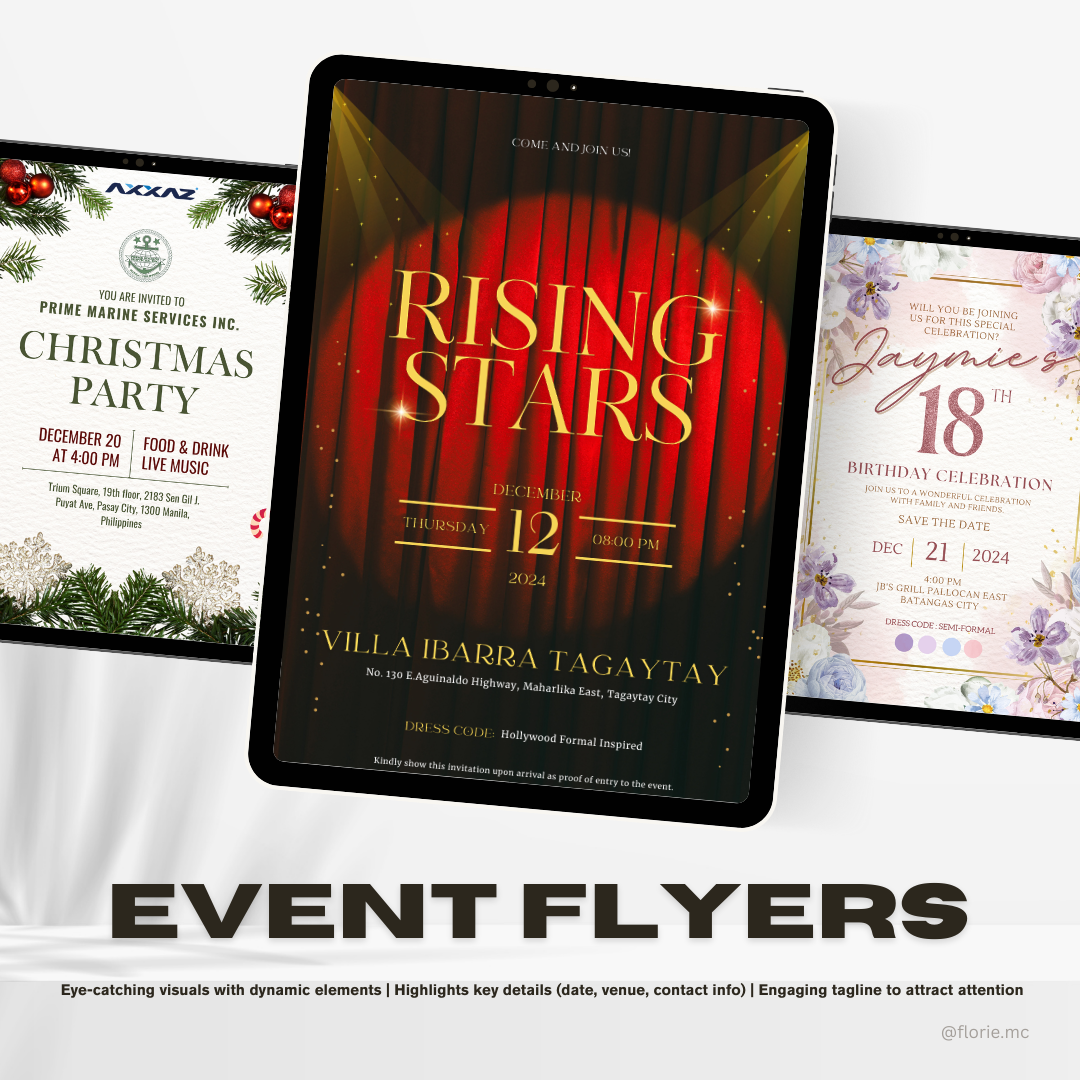 AXXAZ
YOU ARE INVITED TO
PRIME MARINE SERVICES INC.
CHRISTMAS
PARTY
DECEMBER 20
AT 4:00 PM
FOOD & DRINK
LIVE MUSIC
Trium Square, 19th floor, 2183 Sen Gil J.
Puyat Ave, Pasay City, 1300 Manila,
Philippines
COME AND JOIN US!
RISING
STARS
DECEMBER
THURSDAY
12
08:00 PM
2024
VILLA IBARRA TAGAYTAY
No. 130 E.Aguinaldo Highway, Maharlika East, Tagaytay City
DRESS CODE: Hollywood Formal Inspired
Kindly show this invitation upon arrival as proof of entry to the event.
WILL YOU BE JOINING
US FOR THIS SPECIAL
CELEBRATION?
Jaymie's
18TH
BIRTHDAY CELEBRATION
JOIN US TO A WONDERFUL CELEBRATION
WITH FAMILY AND FRIENDS.
SAVE THE DATE
DEC 21 2024
4:00 PM
JB'S GRILL PALLOCAN EAST
BATANGAS CITY
DRESS CODE : SEMI-FORMAL
EVENT FLYERS
Eye-catching visuals with dynamic elements | Highlights key details (date, venue, contact info) | Engaging tagline to attract attention
@florie.mc